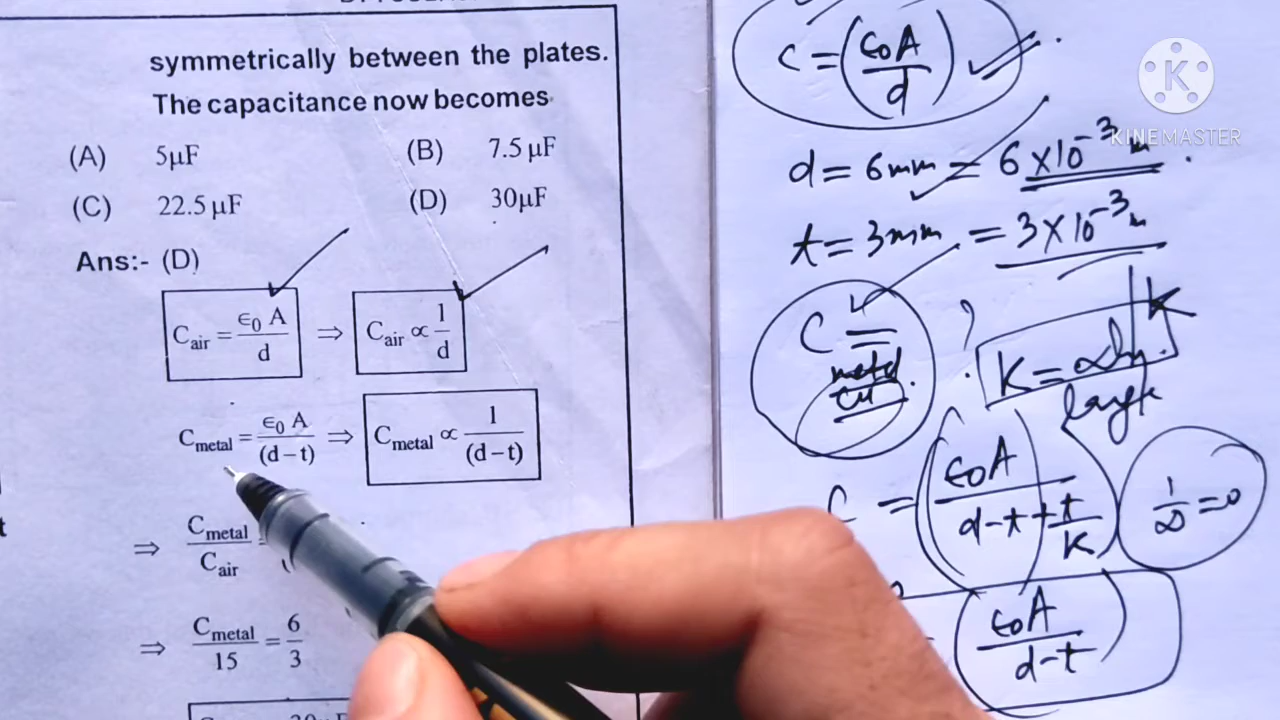 symmetrically between the plates.
The capacitance now becomes
(A) 5μF (B) 7.5 μF
(C) 22.5 μF (D) 30μF
Ans:- (D)
C_air = ϵ₀ A / d ⇒ C_air ∝ 1/d
C_metal = ϵ₀ A / (d – t) ⇒ C_metal ∝ 1 / (d – t)
⇒ C_metal / C_air =
⇒ C_metal / 15 = 6 / 3
t
C = (ϵ₀A / d)
d = 6mm = 6 × 10⁻³ m
t = 3mm = 3 × 10⁻³ m
C = ?
metal
cu
K
K = ∞
large
C = (ϵ₀A / d - t + t/K)
1/∞ = 0
(ϵ₀A / d - t)
K
KINEMASTER